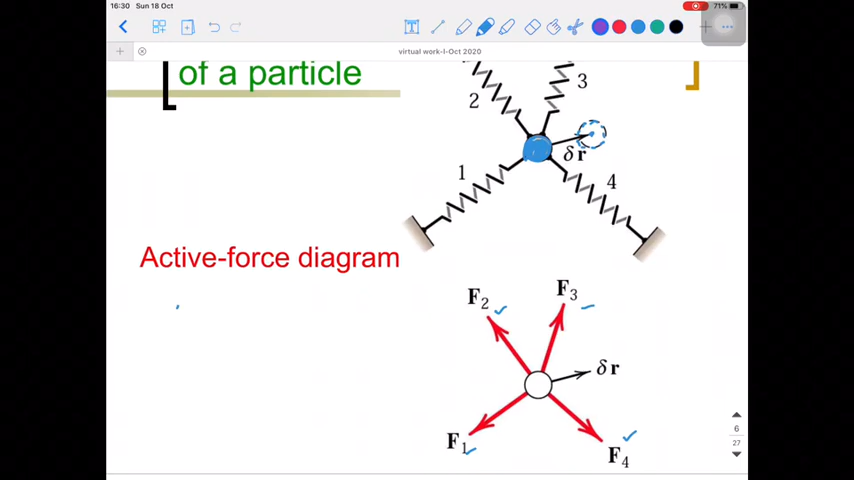 16:30 Sun 18 Oct
71%
virtual work-I-Oct 2020
of a particle
3
2
δr
1
4
Active-force diagram
F3
F2
δr
F1
F4
6
27